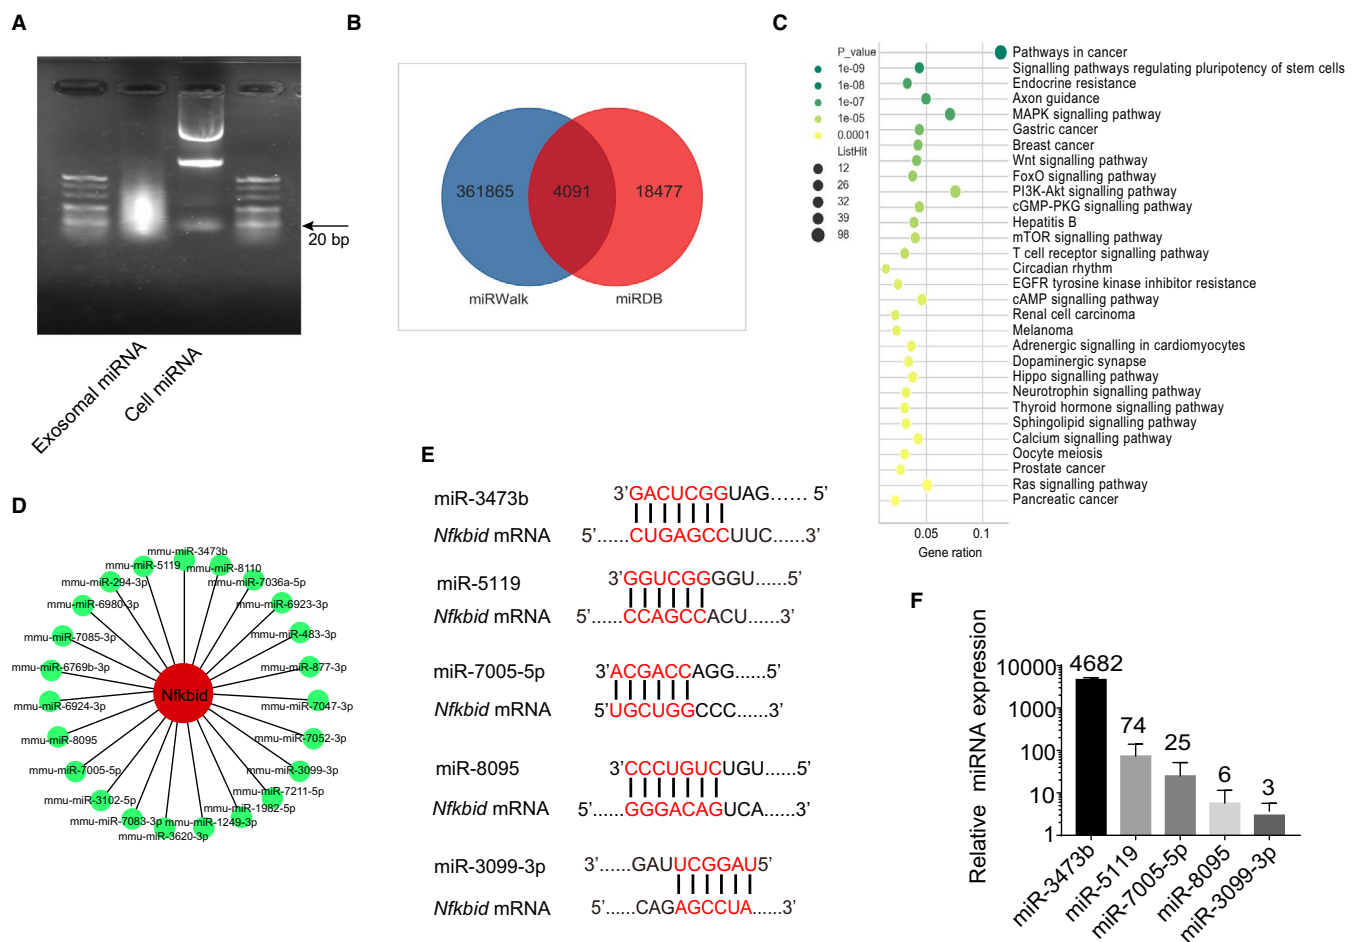 A
20 bp
Exosomal miRNA
Cell miRNA
B
361865
4091
18477
miRWalk
miRDB
C
P_value
1e-09
1e-08
1e-07
1e-05
0.0001
ListHit
12
26
32
39
98
Pathways in cancer
Signalling pathways regulating pluripotency of stem cells
Endocrine resistance
Axon guidance
MAPK signalling pathway
Gastric cancer
Breast cancer
Wnt signalling pathway
FoxO signalling pathway
PI3K-Akt signalling pathway
cGMP-PKG signalling pathway
Hepatitis B
mTOR signalling pathway
T cell receptor signalling pathway
Circadian rhythm
EGFR tyrosine kinase inhibitor resistance
cAMP signalling pathway
Renal cell carcinoma
Melanoma
Adrenergic signalling in cardiomyocytes
Dopaminergic synapse
Hippo signalling pathway
Neurotrophin signalling pathway
Thyroid hormone signalling pathway
Sphingolipid signalling pathway
Calcium signalling pathway
Oocyte meiosis
Prostate cancer
Ras signalling pathway
Pancreatic cancer
0.05
0.1
Gene ration
D
mmu-miR-3473b
mmu-miR-8110
mmu-miR-7036a-5p
mmu-miR-6923-3p
mmu-miR-483-3p
mmu-miR-877-3p
mmu-miR-7047-3p
mmu-miR-7052-3p
mmu-miR-3099-3p
mmu-miR-7211-5p
mmu-miR-1982-5p
mmu-miR-1249-3p
mmu-miR-3620-3p
mmu-miR-7083-3p
mmu-miR-3102-5p
mmu-miR-7005-5p
mmu-miR-8095
mmu-miR-6924-3p
mmu-miR-6769b-3p
mmu-miR-7085-3p
mmu-miR-6980-3p
mmu-miR-294-3p
mmu-miR-5119
Nfkbid
E
miR-3473b 3’GACUCGGUAG...... 5’
Nfkbid mRNA 5’......CUGAGCCUUC......3’
miR-5119 3’GGUCGGGGU......5’
Nfkbid mRNA 5’......CCAGCCACU......3’
miR-7005-5p 3’ACGACCAGG......5’
Nfkbid mRNA 5’UGCUGGCCC......3’
miR-8095 3’CCCUGUCUGU......5’
Nfkbid mRNA 5’......GGGACAGUCA......3’
miR-3099-3p 3’......GAUUCGGAU5’
Nfkbid mRNA 5’......CAGAGCCUA......3’
F
Relative miRNA expression
10000
1000
100
10
1
4682
74
25
6
3
miR-3473b
miR-5119
miR-7005-5p
miR-8095
miR-3099-3p